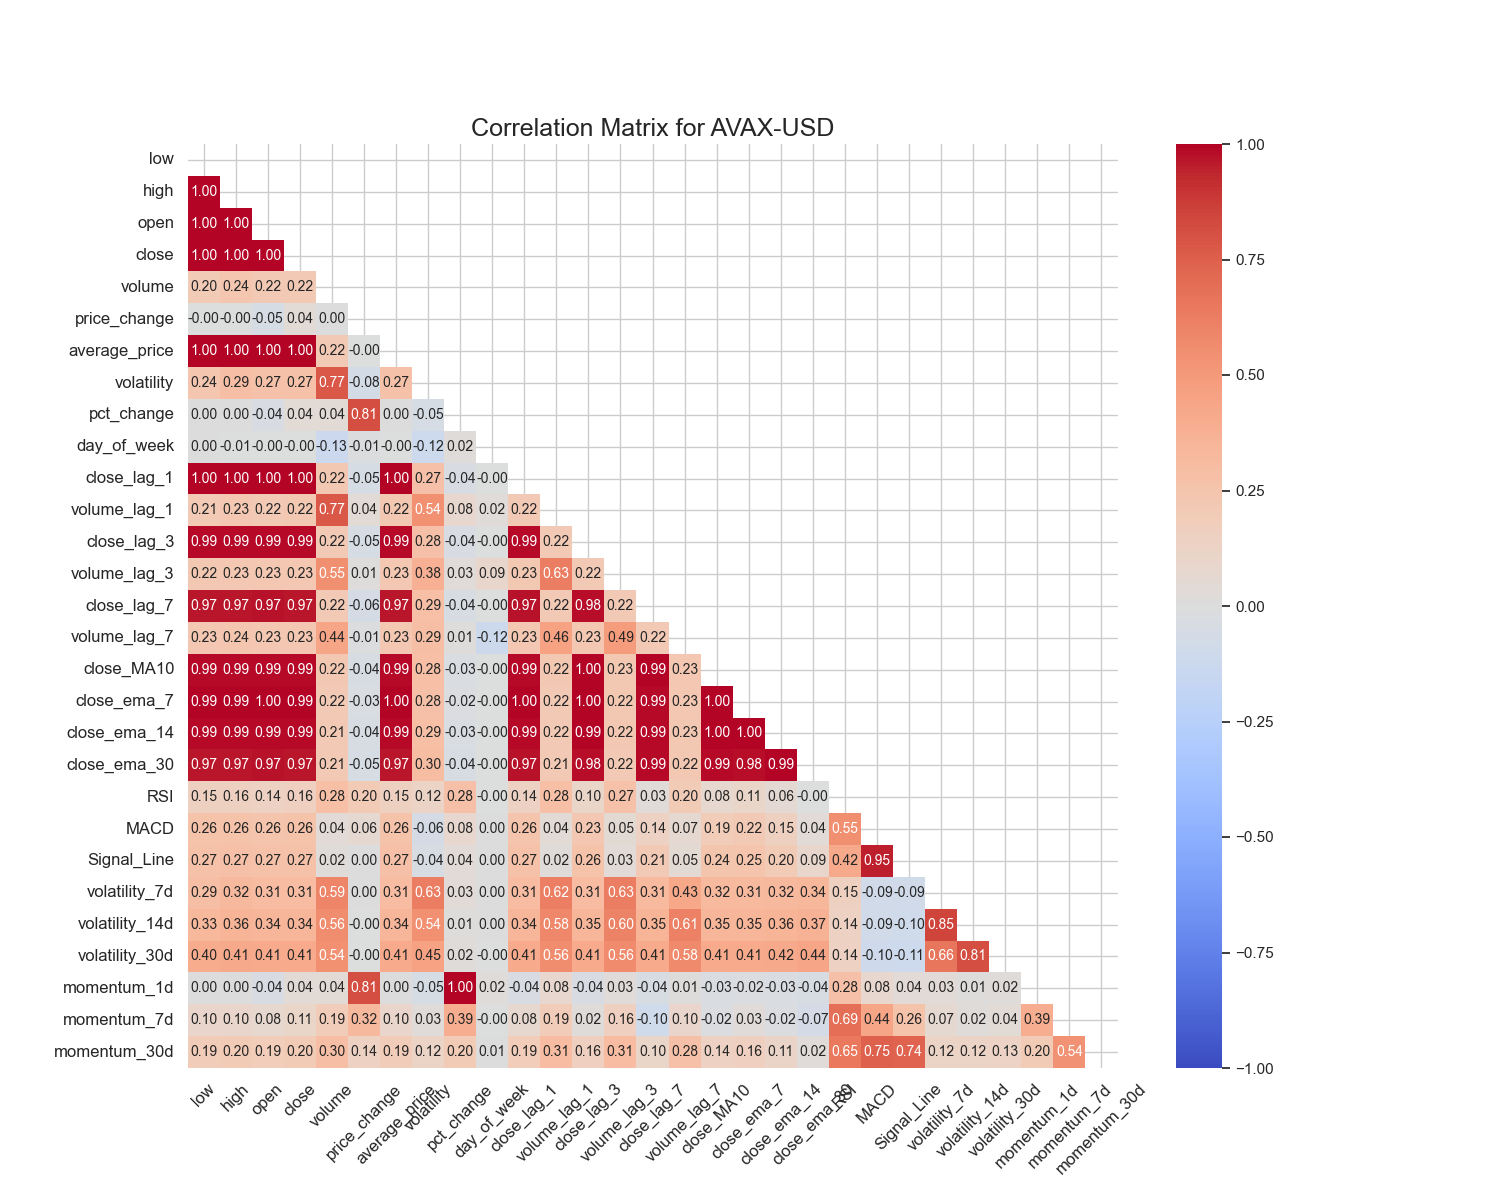 Correlation Matrix for AVAX-USD
low
high 1.00
open 1.00 1.00
close 1.00 1.00 1.00
volume 0.20 0.24 0.22 0.22
price_change -0.00 -0.00 -0.05 0.04 0.00
average_price 1.00 1.00 1.00 1.00 0.22 -0.00
volatility 0.24 0.29 0.27 0.27 0.77 -0.08 0.27
pct_change 0.00 0.00 -0.04 0.04 0.04 0.81 0.00 -0.05
day_of_week 0.00 -0.01 -0.00 -0.00 -0.13 -0.01 -0.00 -0.12 0.02
close_lag_1 1.00 1.00 1.00 1.00 0.22 -0.05 1.00 0.27 -0.04 -0.00
volume_lag_1 0.21 0.23 0.22 0.22 0.77 0.04 0.22 0.54 0.08 0.02 0.22
close_lag_3 0.99 0.99 0.99 0.99 0.22 -0.05 0.99 0.28 -0.04 -0.00 0.99 0.22
volume_lag_3 0.22 0.23 0.23 0.23 0.55 0.01 0.23 0.38 0.03 0.09 0.23 0.63 0.22
close_lag_7 0.97 0.97 0.97 0.97 0.22 -0.06 0.97 0.29 -0.04 -0.00 0.97 0.22 0.98 0.22
volume_lag_7 0.23 0.24 0.23 0.23 0.44 -0.01 0.23 0.29 0.01 -0.12 0.23 0.46 0.23 0.49 0.22
close_MA10 0.99 0.99 0.99 0.99 0.22 -0.04 0.99 0.28 -0.03 -0.00 0.99 0.22 1.00 0.23 0.99 0.23
close_ema_7 0.99 0.99 1.00 0.99 0.22 -0.03 1.00 0.28 -0.02 -0.00 1.00 0.22 1.00 0.22 0.99 0.23 1.00
close_ema_14 0.99 0.99 0.99 0.99 0.21 -0.04 0.99 0.29 -0.03 -0.00 0.99 0.22 0.99 0.22 0.99 0.23 1.00 1.00
close_ema_30 0.97 0.97 0.97 0.97 0.21 -0.05 0.97 0.30 -0.04 -0.00 0.97 0.21 0.98 0.22 0.99 0.22 0.99 0.98 0.99
RSI 0.15 0.16 0.14 0.16 0.28 0.20 0.15 0.12 0.28 -0.00 0.14 0.28 0.10 0.27 0.03 0.20 0.08 0.11 0.06 -0.00
MACD 0.26 0.26 0.26 0.26 0.04 0.06 0.26 -0.06 0.08 0.00 0.26 0.04 0.23 0.05 0.14 0.07 0.19 0.22 0.15 0.04 0.55
Signal_Line 0.27 0.27 0.27 0.27 0.02 0.00 0.27 -0.04 0.04 0.00 0.27 0.02 0.26 0.03 0.21 0.05 0.24 0.25 0.20 0.09 0.42 0.95
volatility_7d 0.29 0.32 0.31 0.31 0.59 0.00 0.31 0.63 0.03 0.00 0.31 0.62 0.31 0.63 0.31 0.43 0.32 0.31 0.32 0.34 0.15 -0.09 -0.09
volatility_14d 0.33 0.36 0.34 0.34 0.56 -0.00 0.34 0.54 0.01 0.00 0.34 0.58 0.35 0.60 0.35 0.61 0.35 0.35 0.36 0.37 0.14 -0.09 -0.10 0.85
volatility_30d 0.40 0.41 0.41 0.41 0.54 -0.00 0.41 0.45 0.02 -0.00 0.41 0.56 0.41 0.56 0.41 0.58 0.41 0.41 0.42 0.44 0.14 -0.10 -0.11 0.66 0.81
momentum_1d 0.00 0.00 -0.04 0.04 0.04 0.81 0.00 -0.05 1.00 0.02 -0.04 0.08 -0.04 0.03 -0.04 0.01 -0.03 -0.02 -0.03 -0.04 0.28 0.08 0.04 0.03 0.01 0.02
momentum_7d 0.10 0.10 0.08 0.11 0.19 0.32 0.10 0.03 0.39 -0.00 0.08 0.19 0.02 0.16 -0.10 0.10 -0.02 0.03 -0.02 -0.07 0.69 0.44 0.26 0.07 0.02 0.04 0.39
momentum_30d 0.19 0.20 0.19 0.20 0.30 0.14 0.19 0.12 0.20 0.01 0.19 0.31 0.16 0.31 0.10 0.28 0.14 0.16 0.11 0.02 0.65 0.75 0.74 0.12 0.12 0.13 0.20 0.54
low
high
open
close
volume
price_change
average_price
volatility
pct_change
day_of_week
close_lag_1
volume_lag_1
close_lag_3
volume_lag_3
close_lag_7
volume_lag_7
close_MA10
close_ema_7
close_ema_14
close_ema_30
RSI
MACD
Signal_Line
volatility_7d
volatility_14d
volatility_30d
momentum_1d
momentum_7d
momentum_30d
1.00
0.75
0.50
0.25
0.00
−0.25
−0.50
−0.75
−1.00